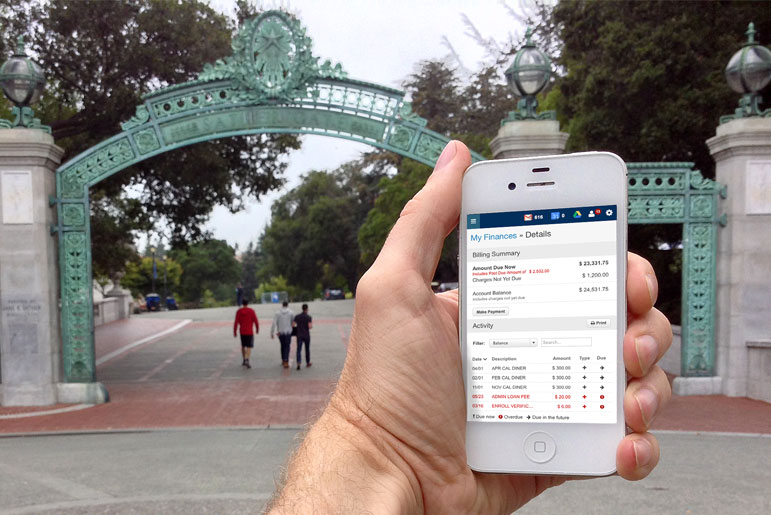 616 0 11
My Finances » Details
Billing Summary
Amount Due Now $ 23,331.75
Includes Past Due Amount of $ 2,032.00
Charges Not Yet Due $ 1,200.00
Account Balance $ 24,531.75
includes charges not yet due
Make Payment
Activity Print
Filter: Balance Search...
Date Description Amount Type Due
04/01 APR CAL DINER $ 300.00 + →
02/01 FEB CAL DINER $ 300.00 + →
11/01 NOV CAL DINER $ 300.00 + →
ADMIN LOAN FEE $ 20.00 +
03/10 ENROLL VERIFIC... $ 0.00 +
! Due now Overdue → Due in the future